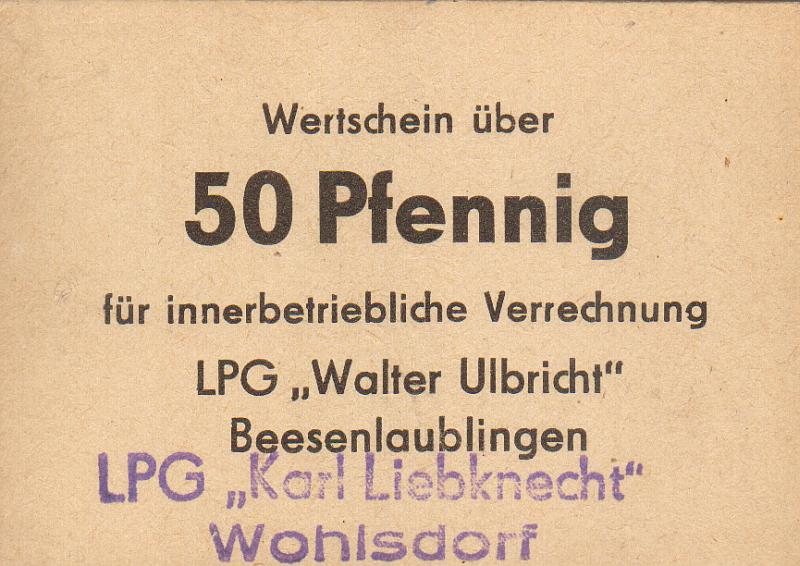 Wertschein über
50 Pfennig
für innerbetriebliche Verrechnung
LPG „Walter Ulbricht“
Beesenlaublingen
LPG „Karl Liebknecht“
Wohlsdorf